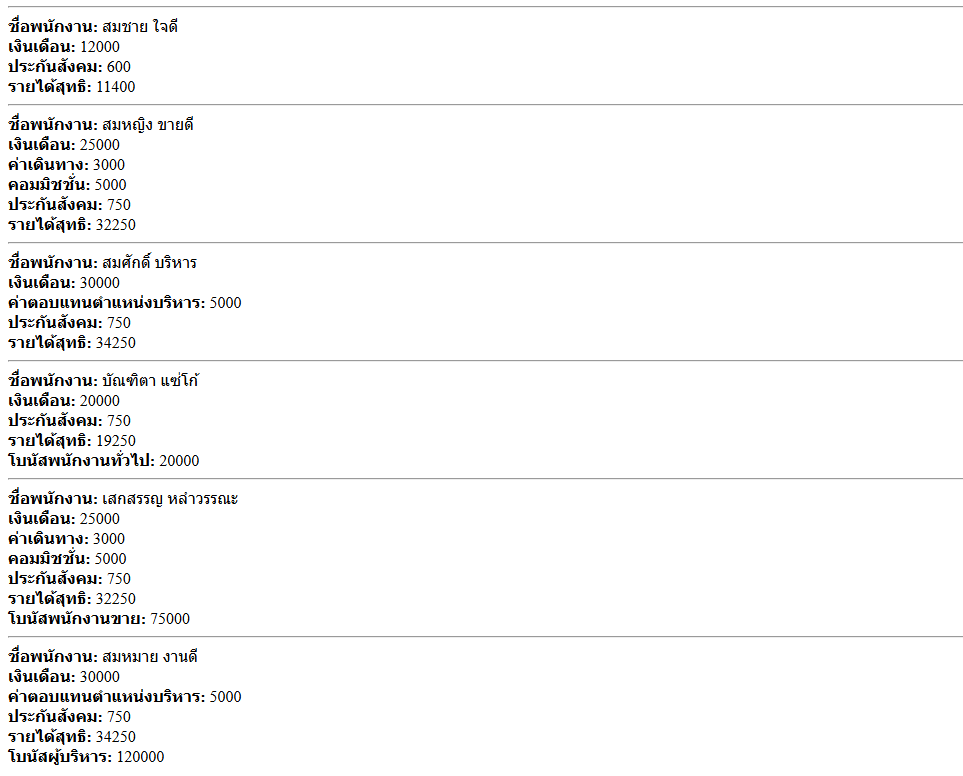 ชื่อพนักงาน: สมชาย ใจดี
เงินเดือน: 12000
ประกันสังคม: 600
รายได้สุทธิ: 11400
ชื่อพนักงาน: สมหญิง ขายดี
เงินเดือน: 25000
ค่าเดินทาง: 3000
คอมมิชชั่น: 5000
ประกันสังคม: 750
รายได้สุทธิ: 32250
ชื่อพนักงาน: สมศักดิ์ บริหาร
เงินเดือน: 30000
ค่าตอบแทนตำแหน่งบริหาร: 5000
ประกันสังคม: 750
รายได้สุทธิ: 34250
ชื่อพนักงาน: บัณฑิตา แซ่โก้
เงินเดือน: 20000
ประกันสังคม: 750
รายได้สุทธิ: 19250
โบนัสพนักงานทั่วไป: 20000
ชื่อพนักงาน: เสกสรรญ หลำวรรณะ
เงินเดือน: 25000
ค่าเดินทาง: 3000
คอมมิชชั่น: 5000
ประกันสังคม: 750
รายได้สุทธิ: 32250
โบนัสพนักงานขาย: 75000
ชื่อพนักงาน: สมหมาย งานดี
เงินเดือน: 30000
ค่าตอบแทนตำแหน่งบริหาร: 5000
ประกันสังคม: 750
รายได้สุทธิ: 34250
โบนัสผู้บริหาร: 120000